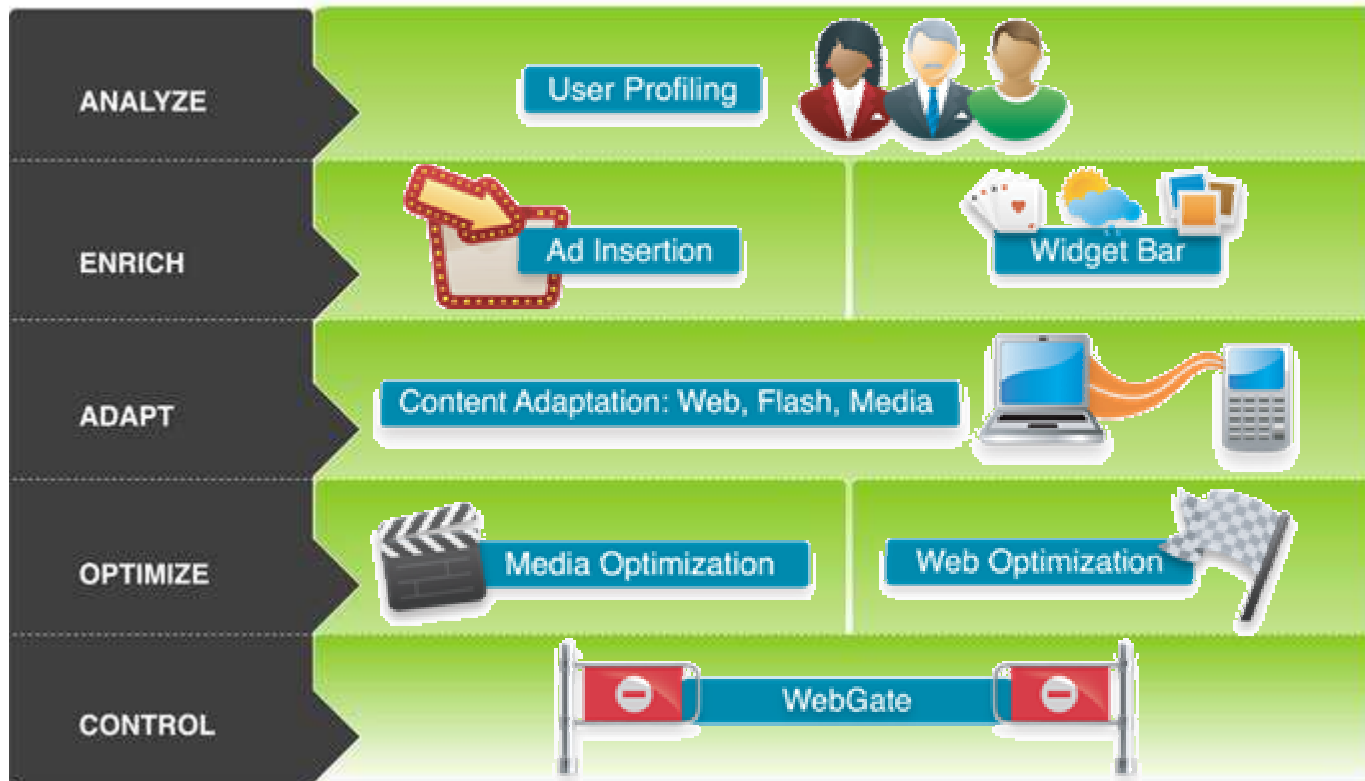 ANALYZE
User Profiling
ENRICH
Ad Insertion
Widget Bar
ADAPT
Content Adaptation: Web, Flash, Media
OPTIMIZE
Media Optimization
Web Optimization
CONTROL
WebGate